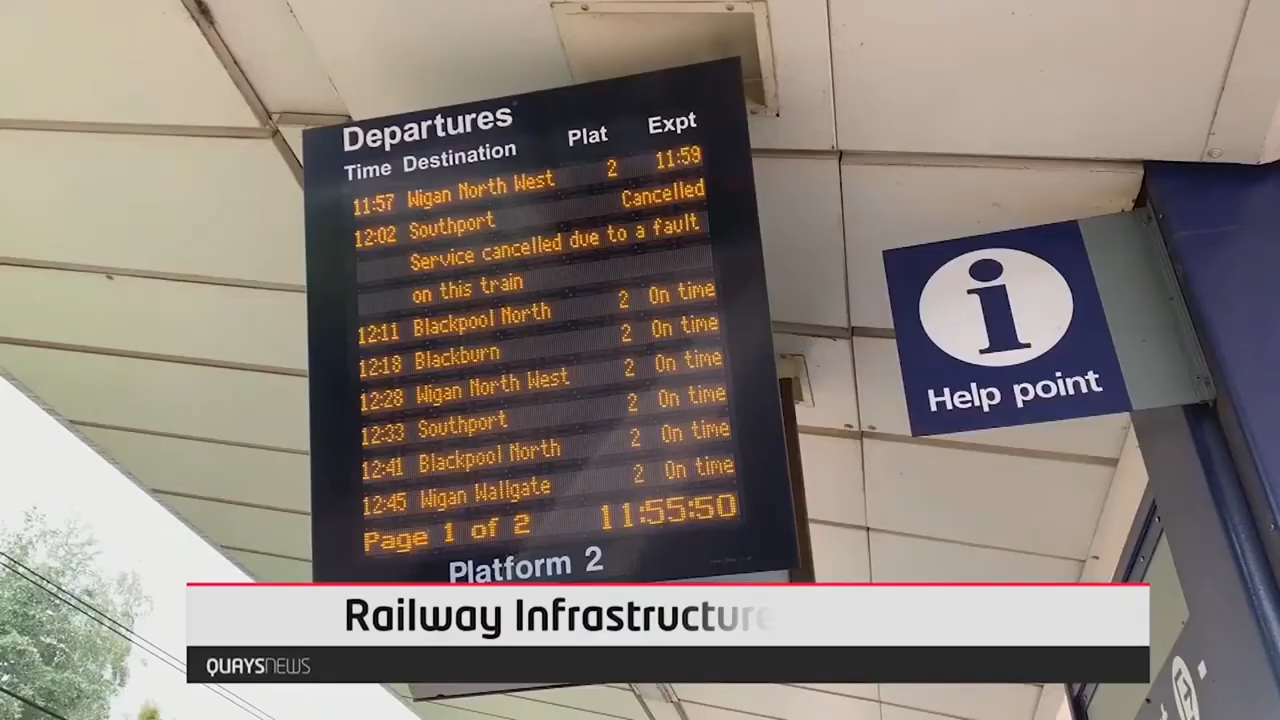 Departures
Time Destination Plat Expt
11:57 Wigan North West 2 11:59
12:02 Southport Cancelled
Service cancelled due to a fault
on this train
12:11 Blackpool North 2 On time
12:18 Blackburn 2 On time
12:28 Wigan North West 2 On time
12:33 Southport 2 On time
12:41 Blackpool North 2 On time
12:45 Wigan Wallgate 2 On time
Page 1 of 2 11:55:50
Platform 2
i
Help point
Railway Infrastructure
QUAYSNEWS